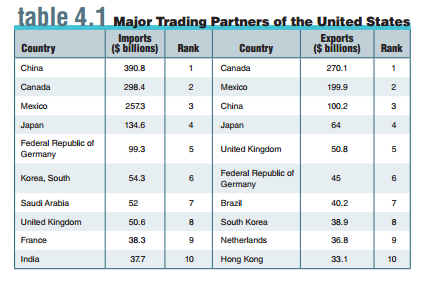 table 4.1 Major Trading Partners of the United States
Country Imports ($ billions) Rank Country Exports ($ billions) Rank
China 390.8 1 Canada 270.1 1
Canada 298.4 2 Mexico 199.9 2
Mexico 257.3 3 China 100.2 3
Japan 134.6 4 Japan 64 4
Federal Republic of Germany 99.3 5 United Kingdom 50.8 5
Korea, South 54.3 6 Federal Republic of Germany 45 6
Saudi Arabia 52 7 Brazil 40.2 7
United Kingdom 50.6 8 South Korea 38.9 8
France 38.3 9 Netherlands 36.8 9
India 37.7 10 Hong Kong 33.1 10